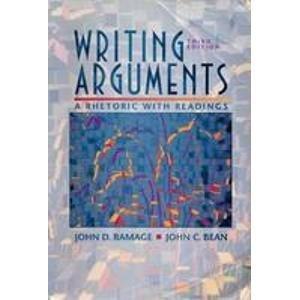 WRITING
THIRD
EDITION
ARGUMENTS
A RHETORIC WITH READINGS
JOHN D. RAMAGE ■ JOHN C. BEAN